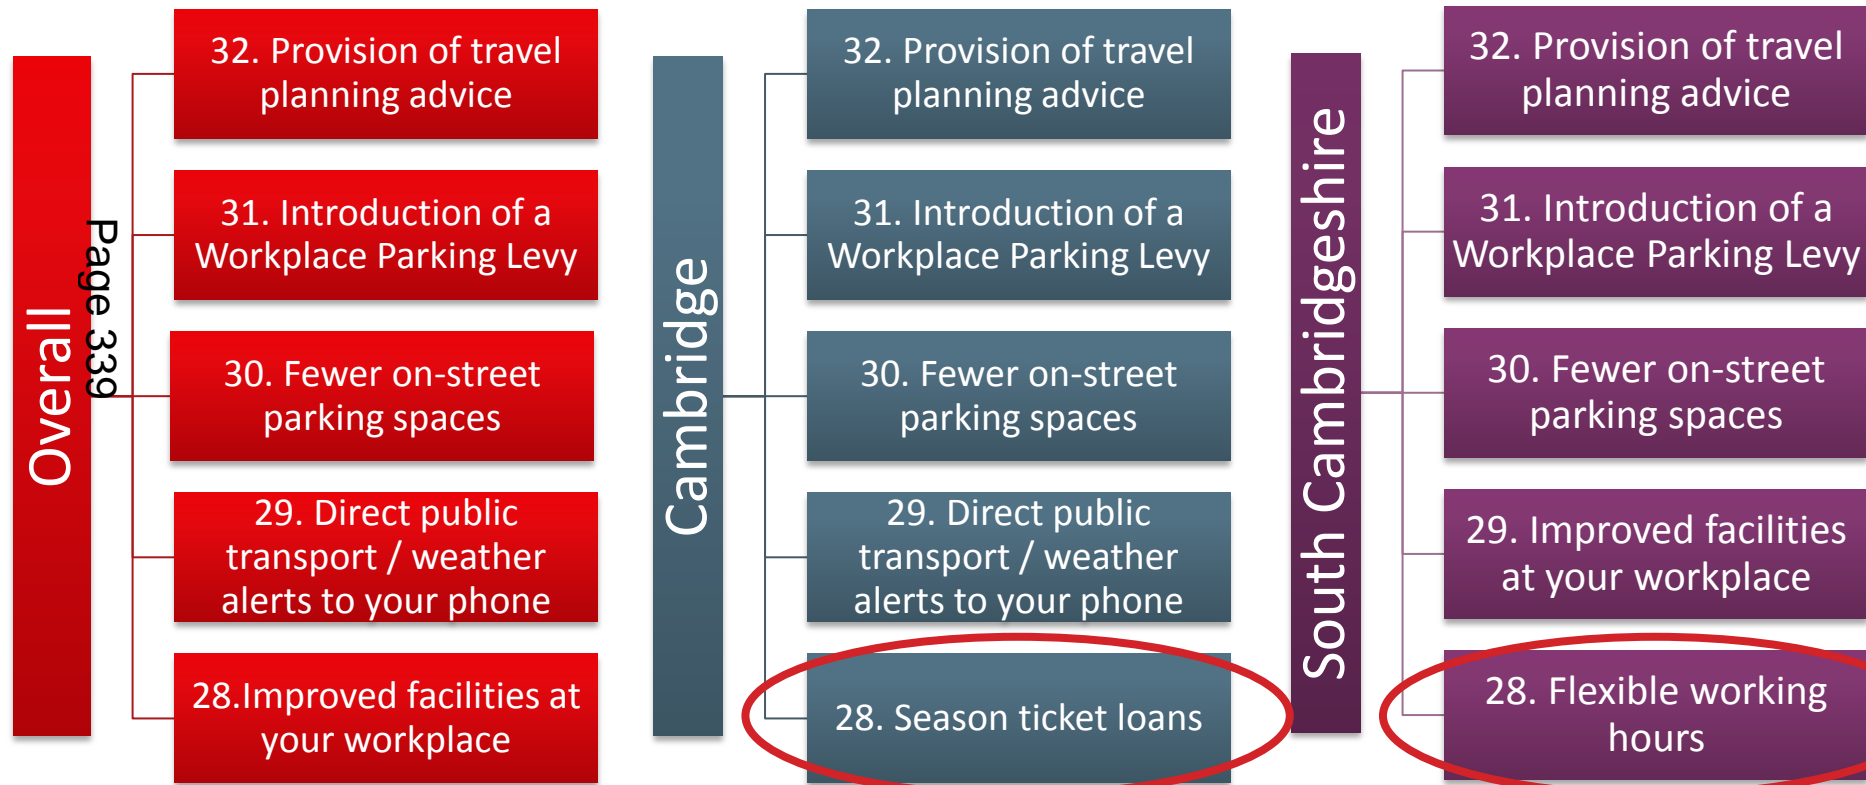 Overall
Page 339
32. Provision of travel
planning advice
31. Introduction of a
Workplace Parking Levy
30. Fewer on-street
parking spaces
29. Direct public
transport / weather
alerts to your phone
28.Improved facilities at
your workplace
Cambridge
32. Provision of travel
planning advice
31. Introduction of a
Workplace Parking Levy
30. Fewer on-street
parking spaces
29. Direct public
transport / weather
alerts to your phone
28. Season ticket loans
South Cambridgeshire
32. Provision of travel
planning advice
31. Introduction of a
Workplace Parking Levy
30. Fewer on-street
parking spaces
29. Improved facilities
at your workplace
28. Flexible working
hours